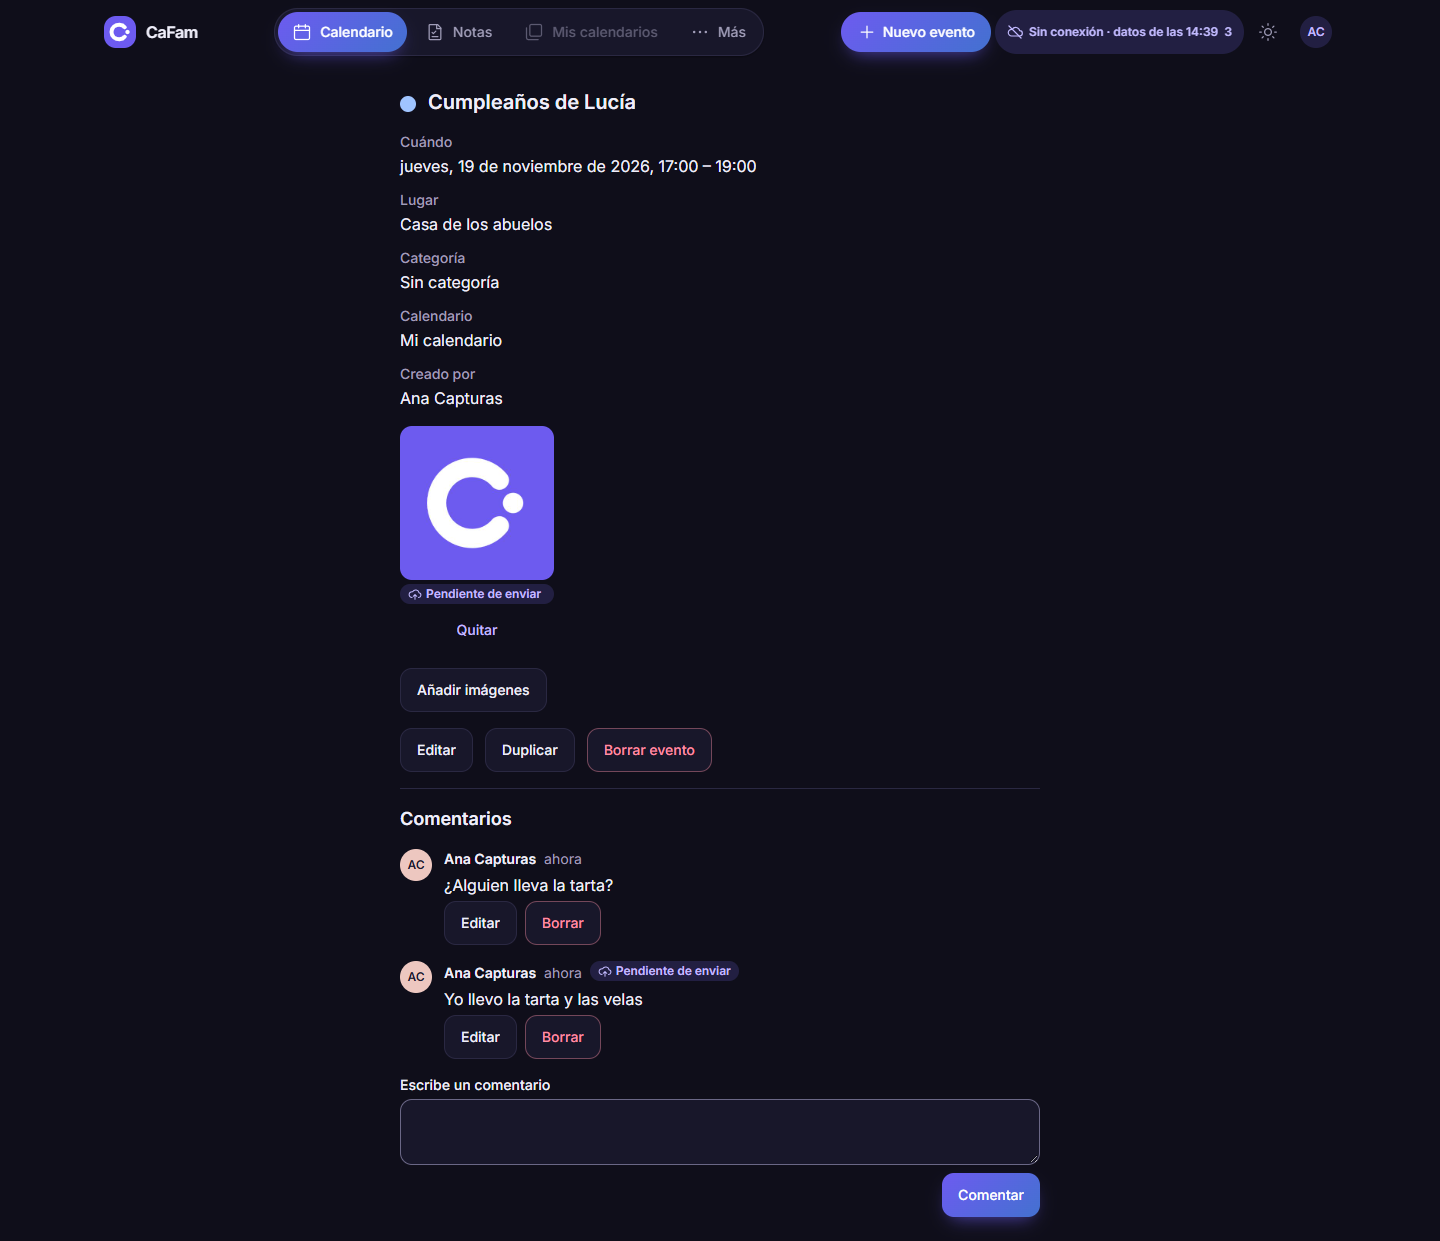 CaFam
Calendario
Notas
Mis calendarios
Más
Nuevo evento
Sin conexión · datos de las 14:39 3
AC
Cumpleaños de Lucía
Cuándo
jueves, 19 de noviembre de 2026, 17:00 – 19:00
Lugar
Casa de los abuelos
Categoría
Sin categoría
Calendario
Mi calendario
Creado por
Ana Capturas
Pendiente de enviar
Quitar
Añadir imágenes
Editar
Duplicar
Borrar evento
Comentarios
AC
Ana Capturas ahora
¿Alguien lleva la tarta?
Editar
Borrar
AC
Ana Capturas ahora
Pendiente de enviar
Yo llevo la tarta y las velas
Editar
Borrar
Escribe un comentario
Comentar